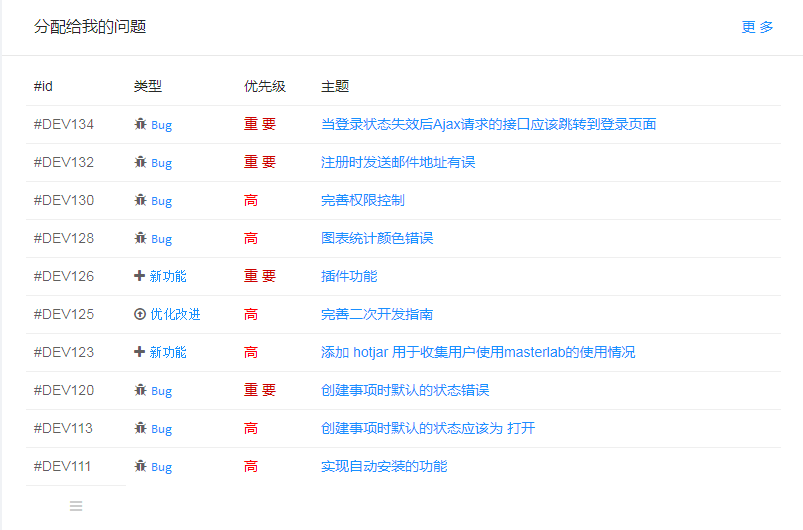 分配给我的问题 更 多
#id 类型 优先级 主题
#DEV134 Bug 重 要 当登录状态失效后Ajax请求的接口应该跳转到登录页面
#DEV132 Bug 重 要 注册时发送邮件地址有误
#DEV130 Bug 高 完善权限控制
#DEV128 Bug 高 图表统计颜色错误
#DEV126 新功能 重 要 插件功能
#DEV125 优化改进 高 完善二次开发指南
#DEV123 新功能 高 添加 hotjar 用于收集用户使用masterlab的使用情况
#DEV120 Bug 重 要 创建事项时默认的状态错误
#DEV113 Bug 高 创建事项时默认的状态应该为 打开
#DEV111 Bug 高 实现自动安装的功能